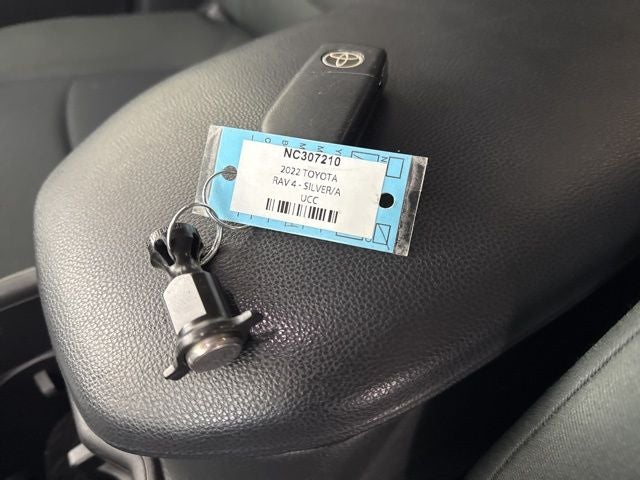 NC307210
2022 TOYOTA
RAV 4 - SILVER/A
UCC